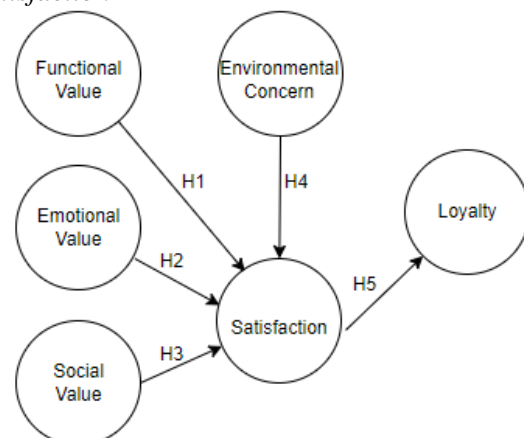 Functional
Value
Environmental
Concern
H1
H4
Emotional
Value
Loyalty
H2
H5
Satisfaction
H3
Social
Value